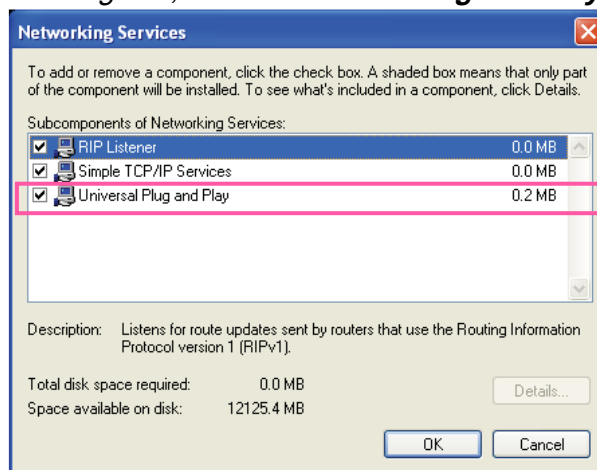 Networking Services
To add or remove a component, click the check box. A shaded box means that only part
of the component will be installed. To see what's included in a component, click Details.
Subcomponents of Networking Services:
RIP Listener 0.0 MB
Simple TCP/IP Services 0.0 MB
Universal Plug and Play 0.2 MB
Description: Listens for route updates sent by routers that use the Routing Information
Protocol version 1 (RIPv1).
Total disk space required: 0.0 MB
Details...
Space available on disk: 12125.4 MB
OK Cancel